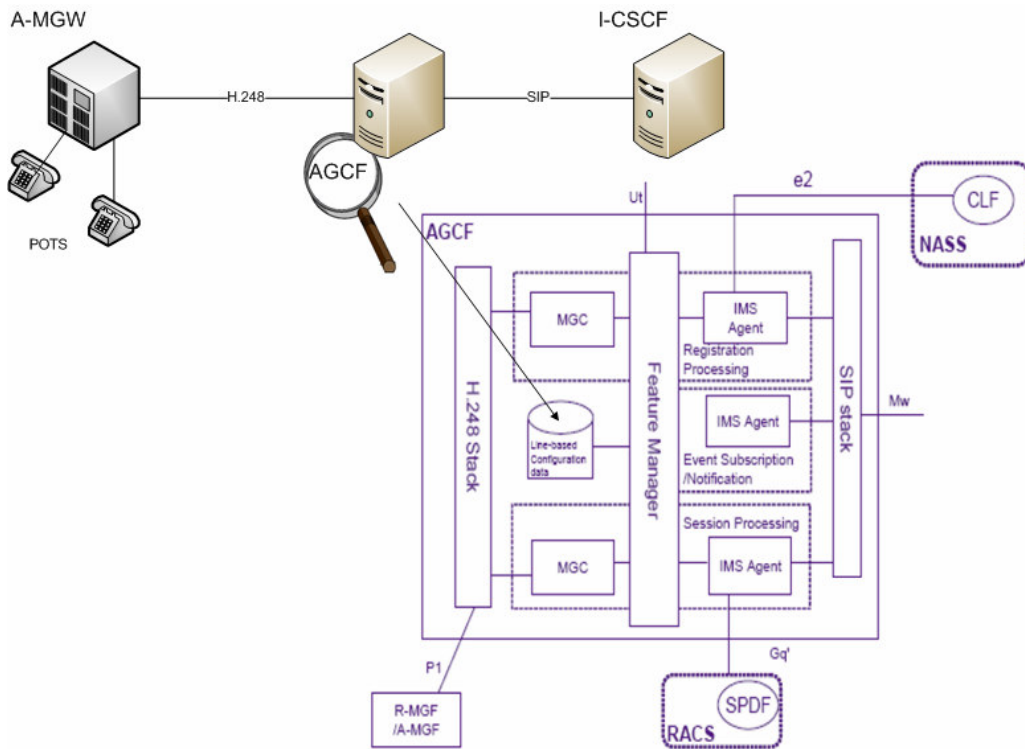 A-MGW
I-CSCF
H.248
SIP
AGCF
POTS
Ut
e2
CLF
NASS
AGCF
MGC
IMS
Agent
Registration
Processing
H.248 Stack
Feature Manager
SIP stack
Mw
Line-based
Configuration
data
IMS Agent
Event Subscription
/Notification
Session Processing
MGC
IMS Agent
P1
Gq'
R-MGF
/A-MGF
SPDF
RACS